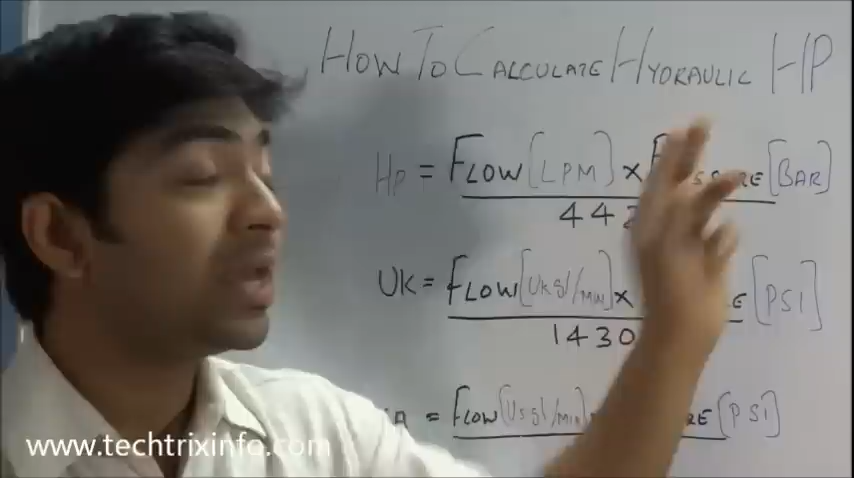 HOW TO CALCULATE HYDRAULIC HP
HP = FLOW [LPM] X [BAR]
44
UK = FLOW [UK gl/min] X [PSI]
1430
= FLOW [US gl/min] [PSI]
www.techtrixinfo.com